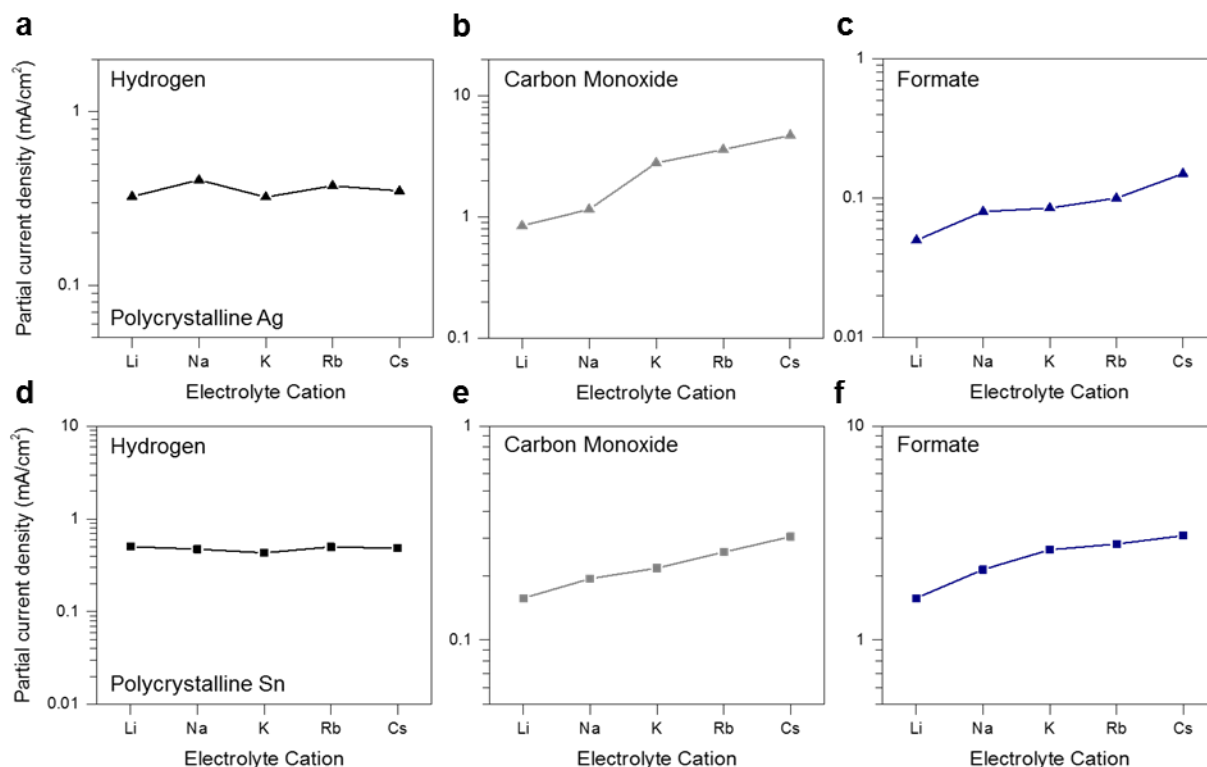 a
Hydrogen
Polycrystalline Ag
Partial current density (mA/cm²)
1
0.1
Li Na K Rb Cs
Electrolyte Cation
b
Carbon Monoxide
10
1
0.1
Li Na K Rb Cs
Electrolyte Cation
c
Formate
1
0.1
0.01
Li Na K Rb Cs
Electrolyte Cation
d
Hydrogen
Polycrystalline Sn
Partial current density (mA/cm²)
10
1
0.1
0.01
Li Na K Rb Cs
Electrolyte Cation
e
Carbon Monoxide
1
0.1
Li Na K Rb Cs
Electrolyte Cation
f
Formate
10
1
Li Na K Rb Cs
Electrolyte Cation